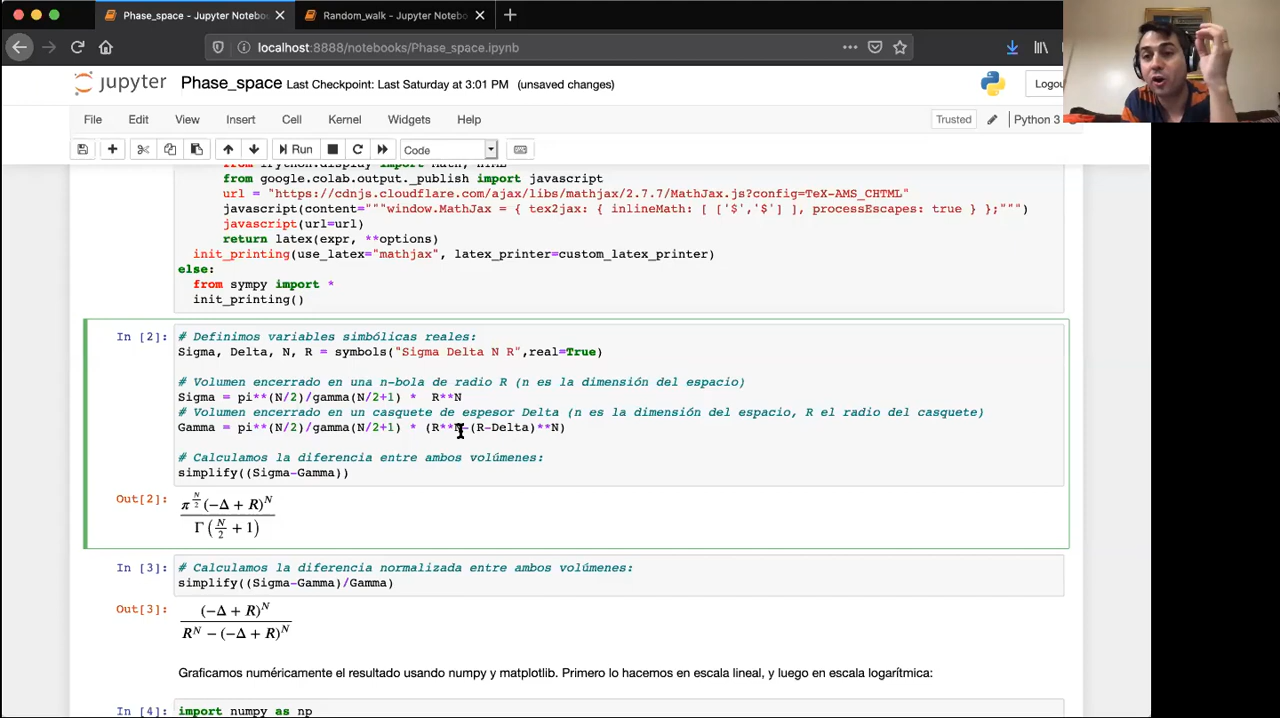 Phase_space - Jupyter Notebo
Random_walk - Jupyter Notebo
localhost:8888/notebooks/Phase_space.ipynb
jupyter Phase_space Last Checkpoint: Last Saturday at 3:01 PM (unsaved changes)
Logou
File Edit View Insert Cell Kernel Widgets Help
Trusted Python 3
Run Code
import
from google.colab.output._publish import javascript
url = "https://cdnjs.cloudflare.com/ajax/libs/mathjax/2.7.7/MathJax.js?config=TeX-AMS_CHTML"
javascript(content="""window.MathJax = { tex2jax: { inlineMath: [ ['$','$'] ], processEscapes: true } };""")
javascript(url=url)
return latex(expr, **options)
init_printing(use_latex="mathjax", latex_printer=custom_latex_printer)
else:
from sympy import *
init_printing()
In [2]:
# Definimos variables simbólicas reales:
Sigma, Delta, N, R = symbols("Sigma Delta N R",real=True)
# Volumen encerrado en una n-bola de radio R (n es la dimensión del espacio)
Sigma = pi**(N/2)/gamma(N/2+1) * R**N
# Volumen encerrado en un casquete de espesor Delta (n es la dimensión del espacio, R el radio del casquete)
Gamma = pi**(N/2)/gamma(N/2+1) * (R**N-(R-Delta)**N)
# Calculamos la diferencia entre ambos volúmenes:
simplify((Sigma-Gamma))
Out[2]:
π^(N/2) (−Δ + R)^N
Γ (N/2 + 1)
In [3]:
# Calculamos la diferencia normalizada entre ambos volúmenes:
simplify((Sigma-Gamma)/Gamma)
Out[3]:
(−Δ + R)^N
R^N − (−Δ + R)^N
Graficamos numéricamente el resultado usando numpy y matplotlib. Primero lo hacemos en escala lineal, y luego en escala logarítmica:
In [4]:
import numpy as np